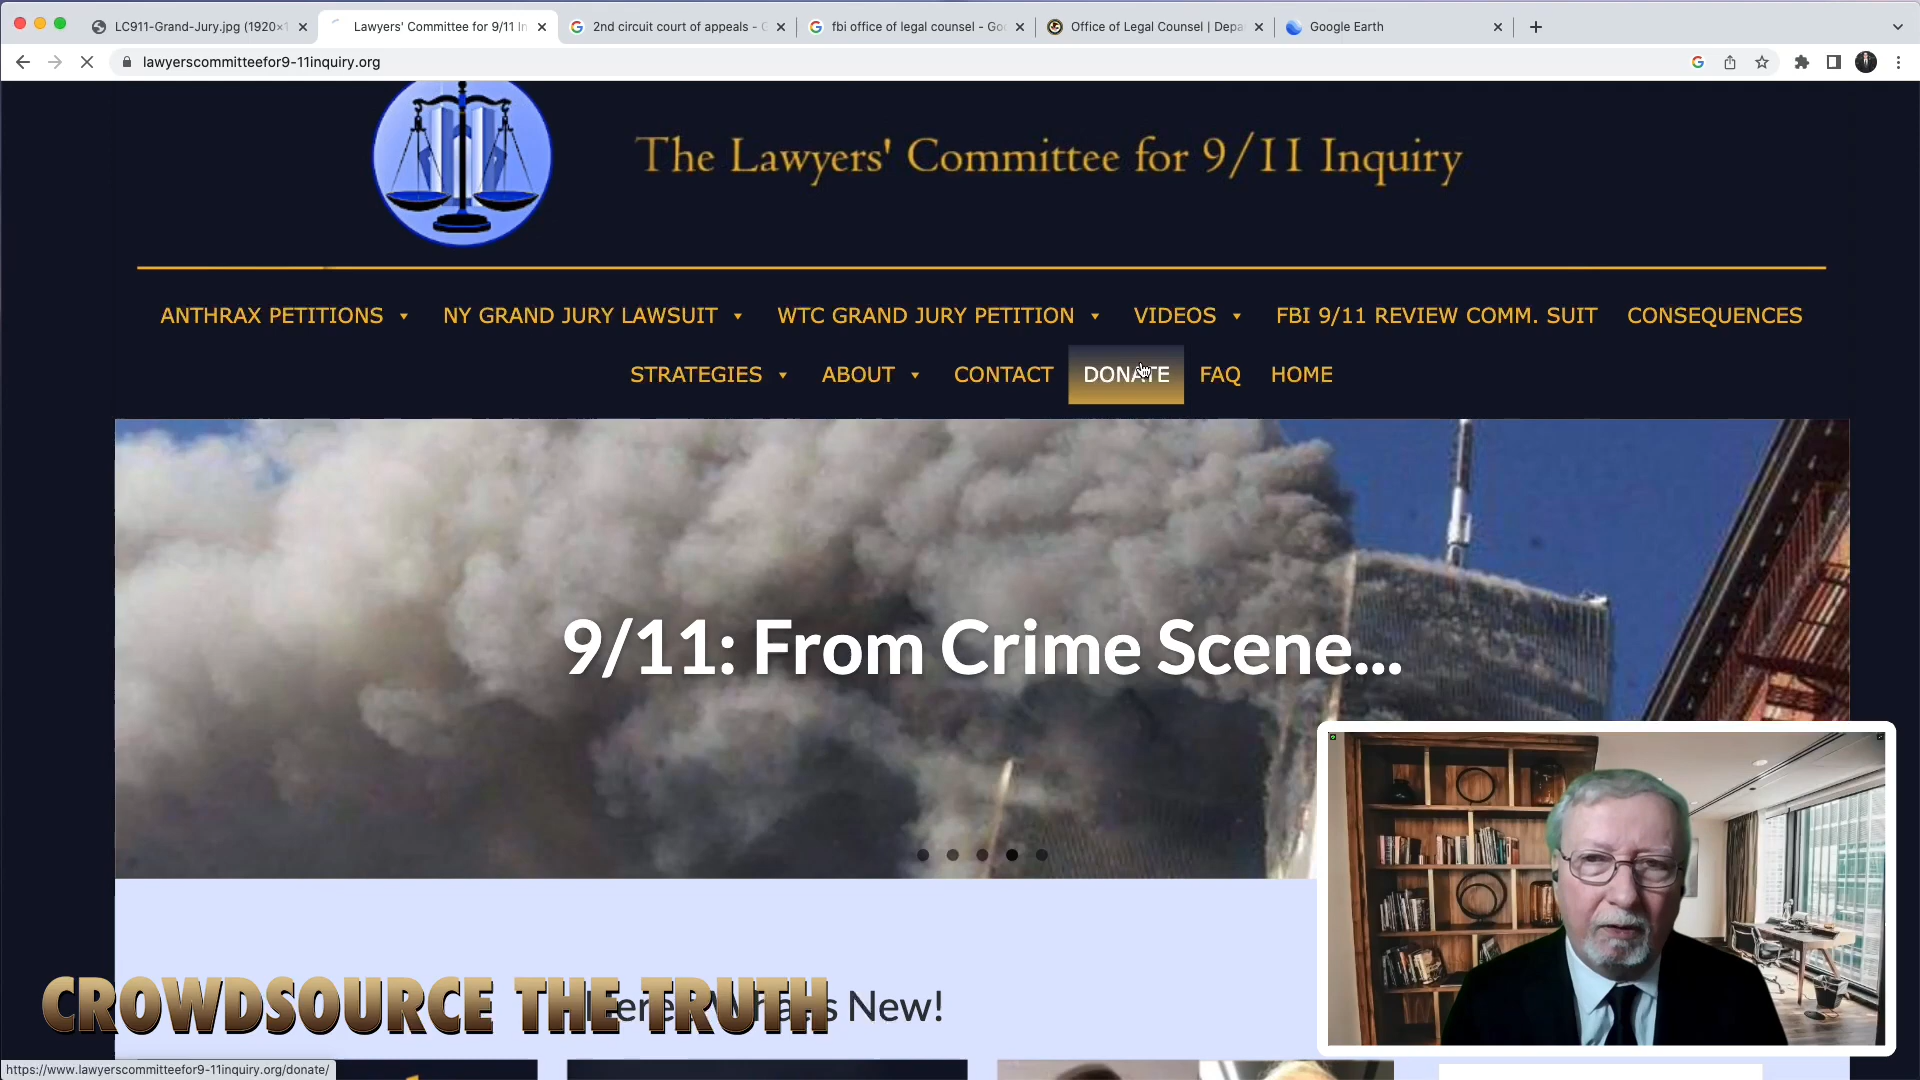 LC911-Grand-Jury.jpg (1920×1
Lawyers' Committee for 9/11 In
2nd circuit court of appeals - G
fbi office of legal counsel - Goo
Office of Legal Counsel | Depa
Google Earth
lawyerscommitteefor9-11inquiry.org
The Lawyers' Committee for 9/11 Inquiry
ANTHRAX PETITIONS NY GRAND JURY LAWSUIT WTC GRAND JURY PETITION VIDEOS FBI 9/11 REVIEW COMM. SUIT CONSEQUENCES
STRATEGIES ABOUT CONTACT DONATE FAQ HOME
9/11: From Crime Scene...
Here's What's New!
CROWDSOURCE THE TRUTH
https://www.lawyerscommitteefor9-11inquiry.org/donate/